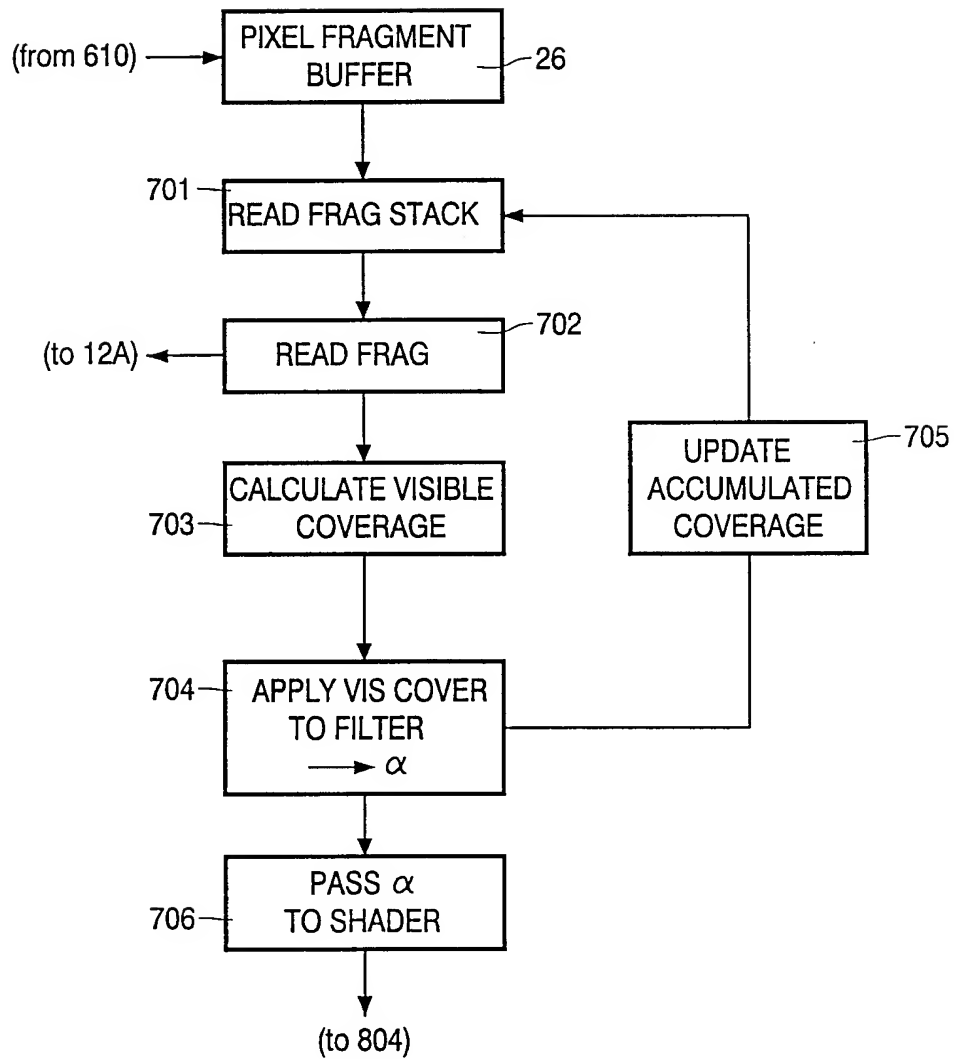 (from 610)
PIXEL FRAGMENT
BUFFER
26
701
READ FRAG STACK
702
READ FRAG
(to 12A)
CALCULATE VISIBLE
COVERAGE
703
UPDATE
ACCUMULATED
COVERAGE
705
704
APPLY VIS COVER
TO FILTER
→ α
PASS α
TO SHADER
706
(to 804)